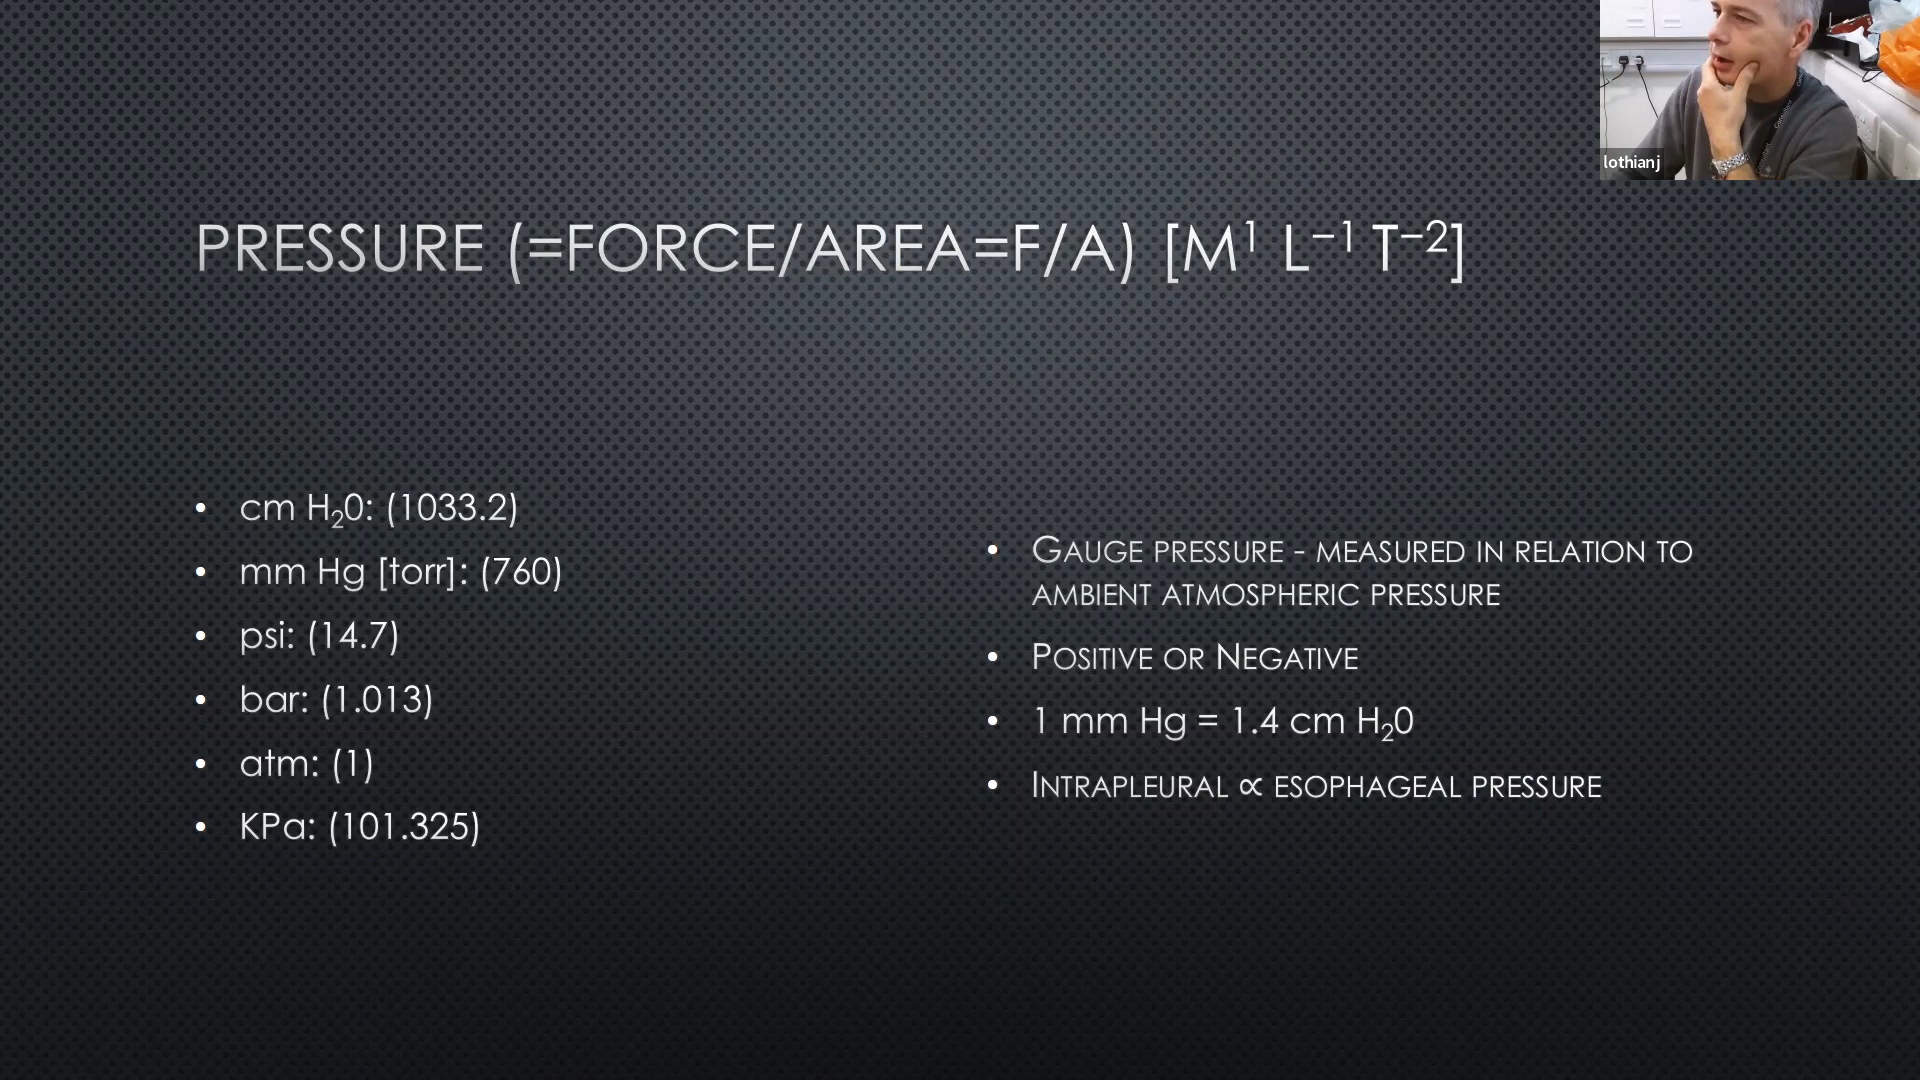 lothianj
PRESSURE (=FORCE/AREA=F/A) [M¹ L⁻¹ T⁻²]
• cm H₂0: (1033.2)
• mm Hg [torr]: (760)
• psi: (14.7)
• bar: (1.013)
• atm: (1)
• KPa: (101.325)
• GAUGE PRESSURE - MEASURED IN RELATION TO
AMBIENT ATMOSPHERIC PRESSURE
• POSITIVE OR NEGATIVE
• 1 mm Hg = 1.4 cm H₂0
• INTRAPLEURAL ∝ ESOPHAGEAL PRESSURE